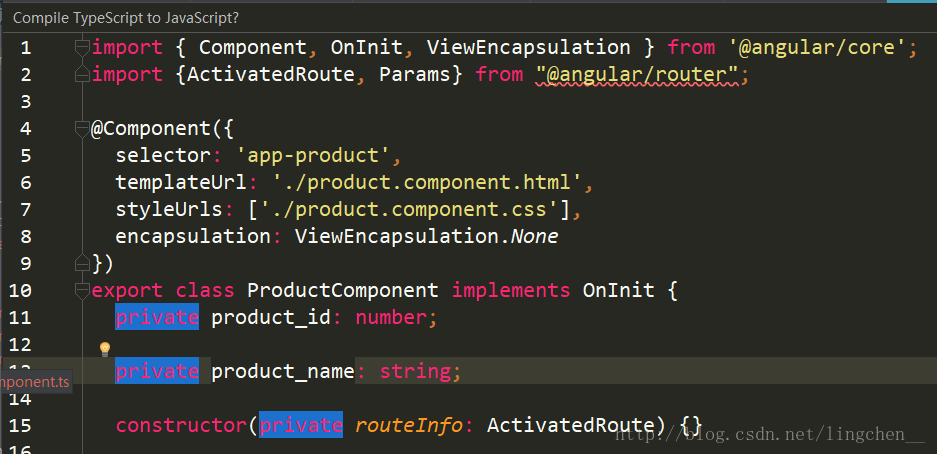 Compile TypeScript to JavaScript?
1 import { Component, OnInit, ViewEncapsulation } from '@angular/core';
2 import {ActivatedRoute, Params} from "@angular/router";
3
4 @Component({
5 selector: 'app-product',
6 templateUrl: './product.component.html',
7 styleUrls: ['./product.component.css'],
8 encapsulation: ViewEncapsulation.None
9 })
10 export class ProductComponent implements OnInit {
11 private product_id: number;
12
13 private product_name: string;
mponent.ts
14
15 constructor(private routeInfo: ActivatedRoute) {}
http://blog.csdn.net/lingchen__
16